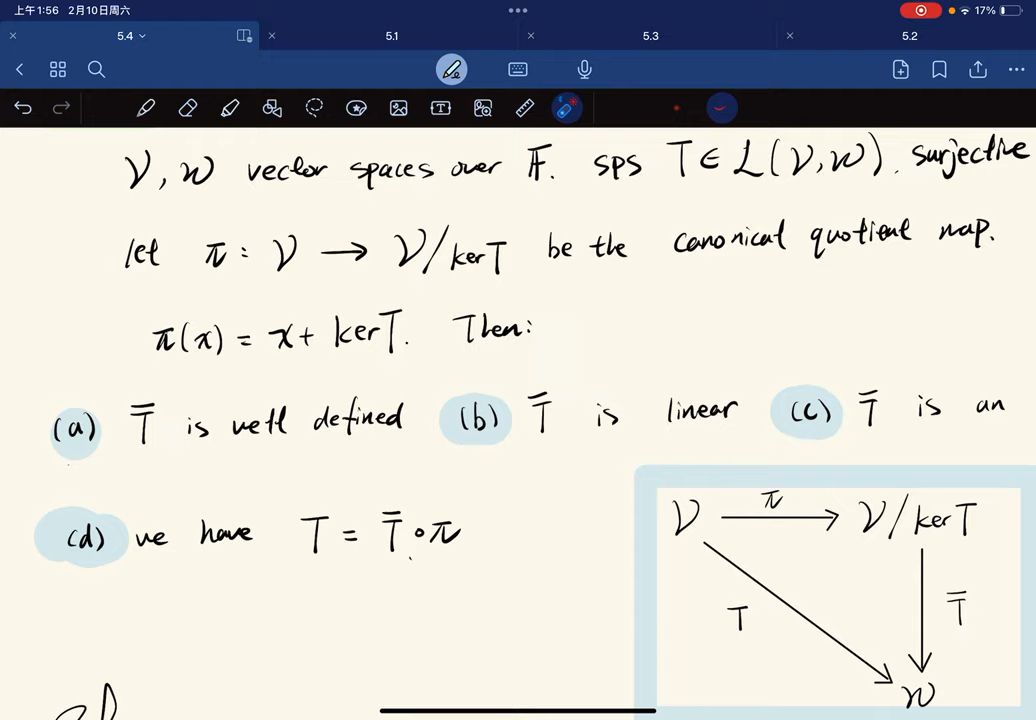 上午1:56 2月10日周六
17%
5.4 5.1 5.3 5.2
V, W vector spaces over F. sps T ∈ L(V,W). surjective
let π : V → V/kerT be the canonical quotient map.
π(x) = x + kerT. Then:
(a) T̄ is well defined (b) T̄ is linear (c) T̄ is an
(d) we have T = T̄ ∘ π
V π V/kerT
T T̄
W